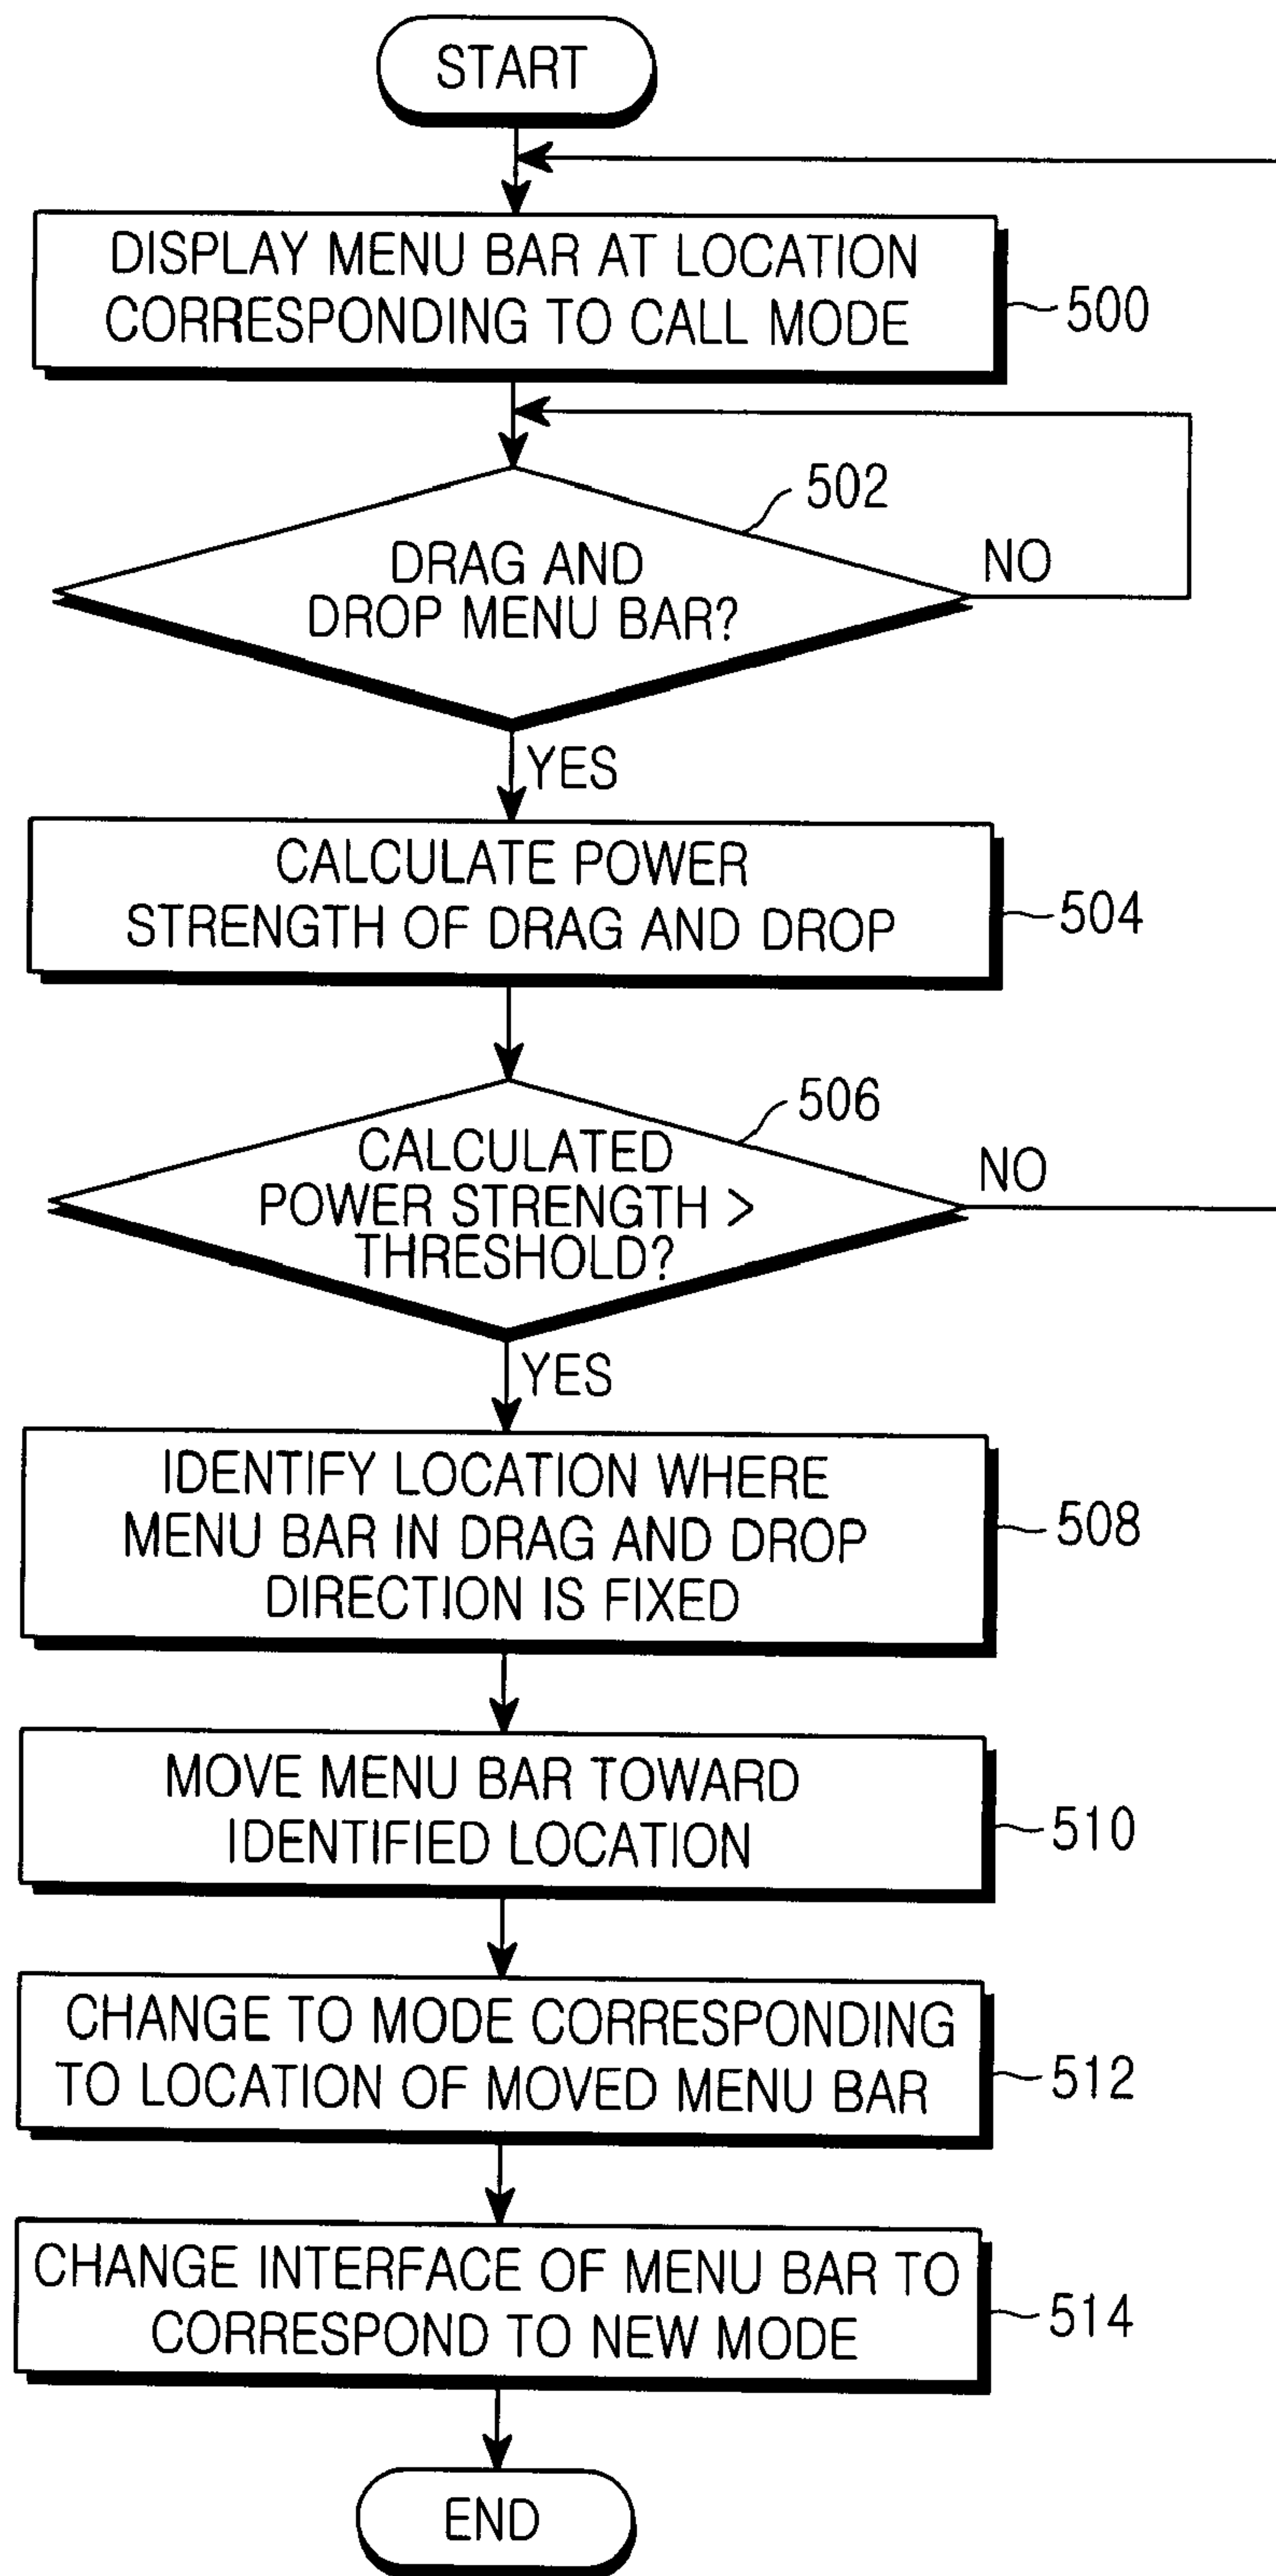 START
DISPLAY MENU BAR AT LOCATION
CORRESPONDING TO CALL MODE
500
502
DRAG AND
DROP MENU BAR?
NO
YES
CALCULATE POWER
STRENGTH OF DRAG AND DROP
504
506
CALCULATED
POWER STRENGTH >
THRESHOLD?
NO
YES
IDENTIFY LOCATION WHERE
MENU BAR IN DRAG AND DROP
DIRECTION IS FIXED
508
MOVE MENU BAR TOWARD
IDENTIFIED LOCATION
510
CHANGE TO MODE CORRESPONDING
TO LOCATION OF MOVED MENU BAR
512
CHANGE INTERFACE OF MENU BAR TO
CORRESPOND TO NEW MODE
514
END